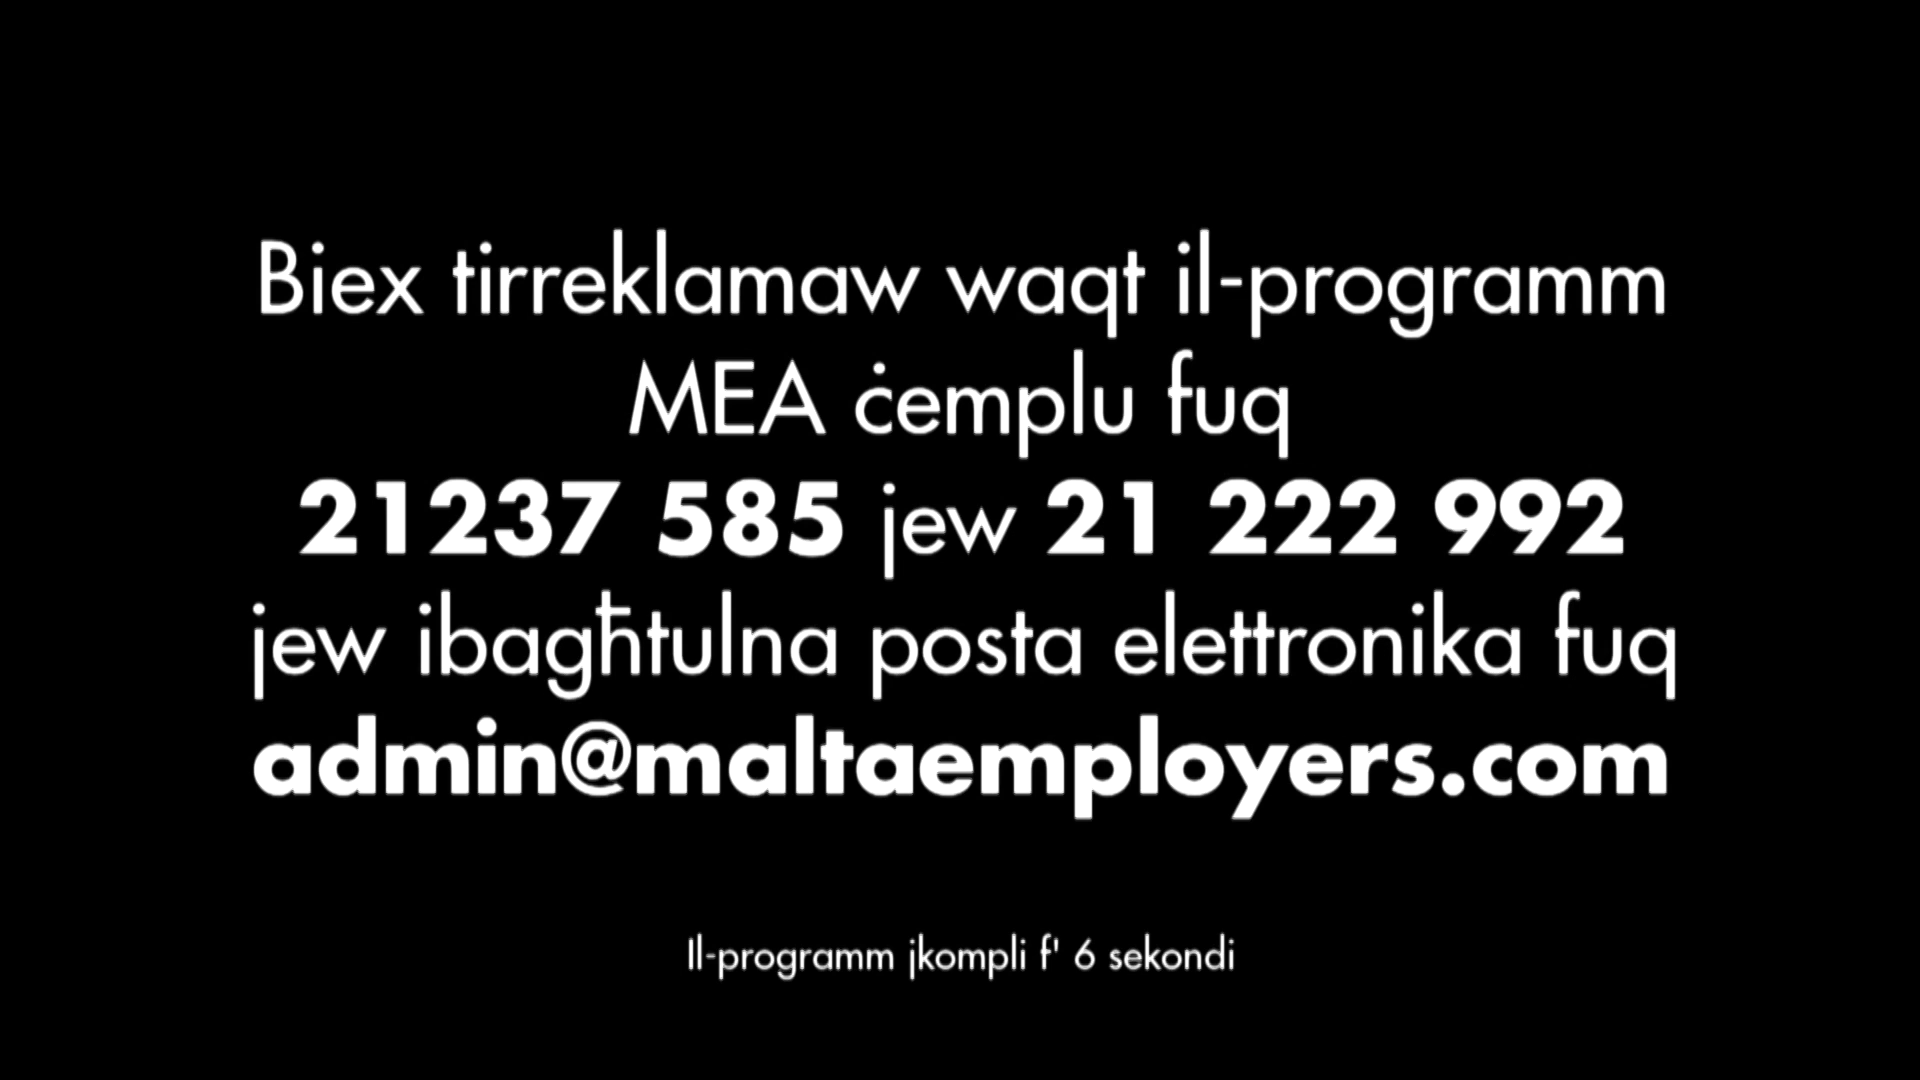 Biex tirreklamaw waqt il-programm
MEA ċemplu fuq
21237 585 jew 21 222 992
jew ibagħtulna posta elettronika fuq
admin@maltaemployers.com
Il-programm jkompli f' 6 sekondi